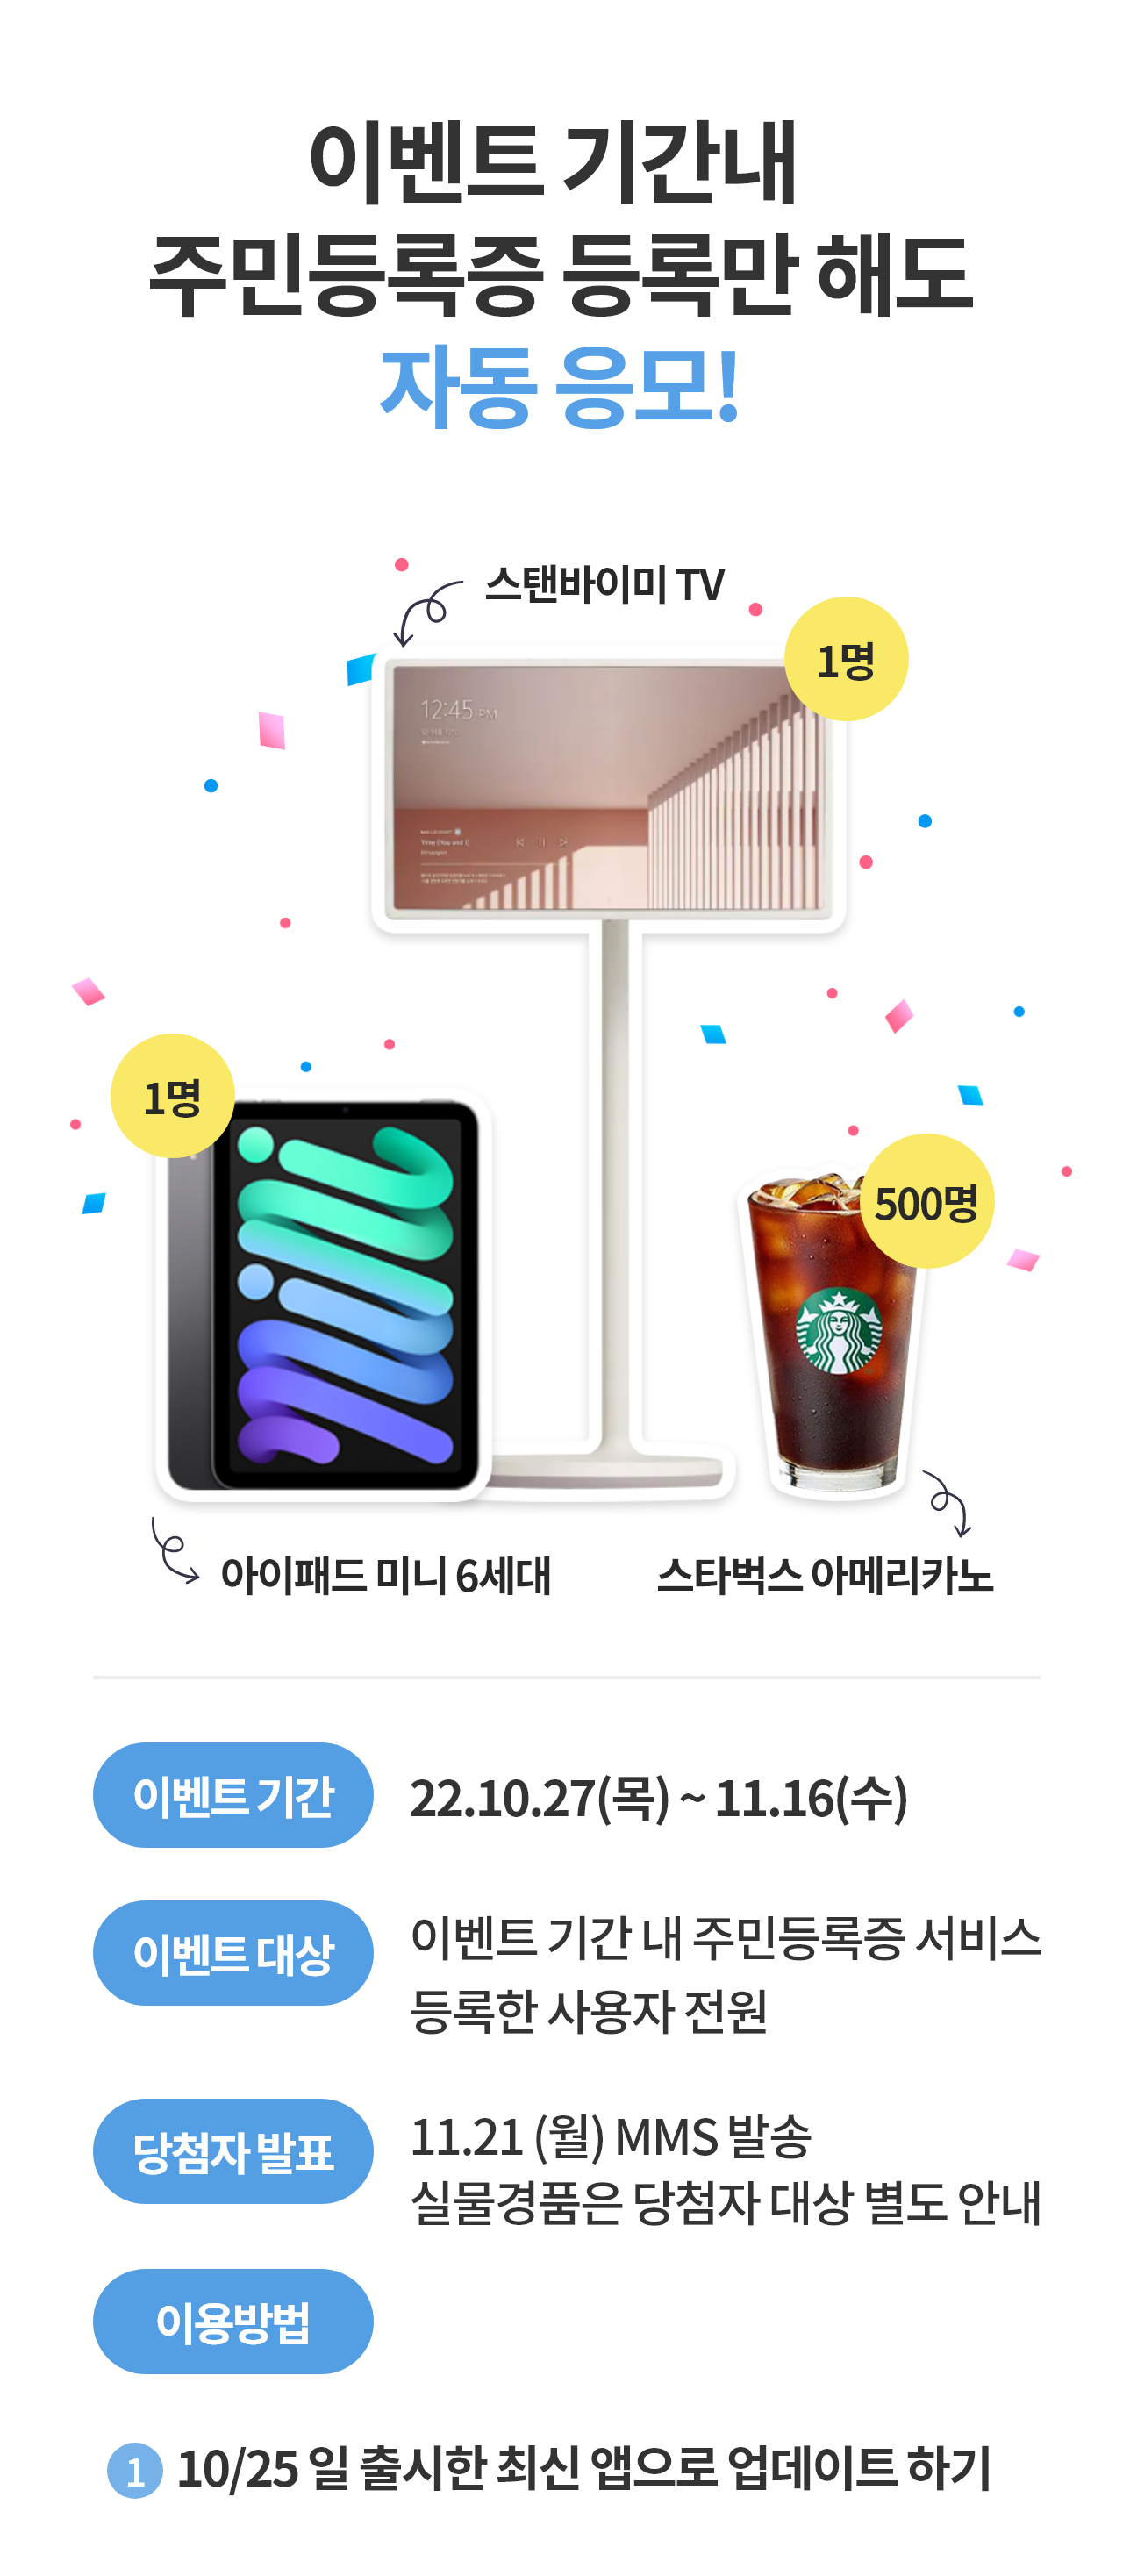 이벤트 기간내
주민등록증 등록만 해도
자동 응모!
스탠바이미 TV
1명
12:45 PM
Time (You and I)
1명
500명
아이패드 미니 6세대
스타벅스 아메리카노
이벤트 기간
22.10.27(목) ~ 11.16(수)
이벤트 대상
이벤트 기간 내 주민등록증 서비스
등록한 사용자 전원
당첨자 발표
11.21 (월) MMS 발송
실물경품은 당첨자 대상 별도 안내
이용방법
1 10/25 일 출시한 최신 앱으로 업데이트 하기